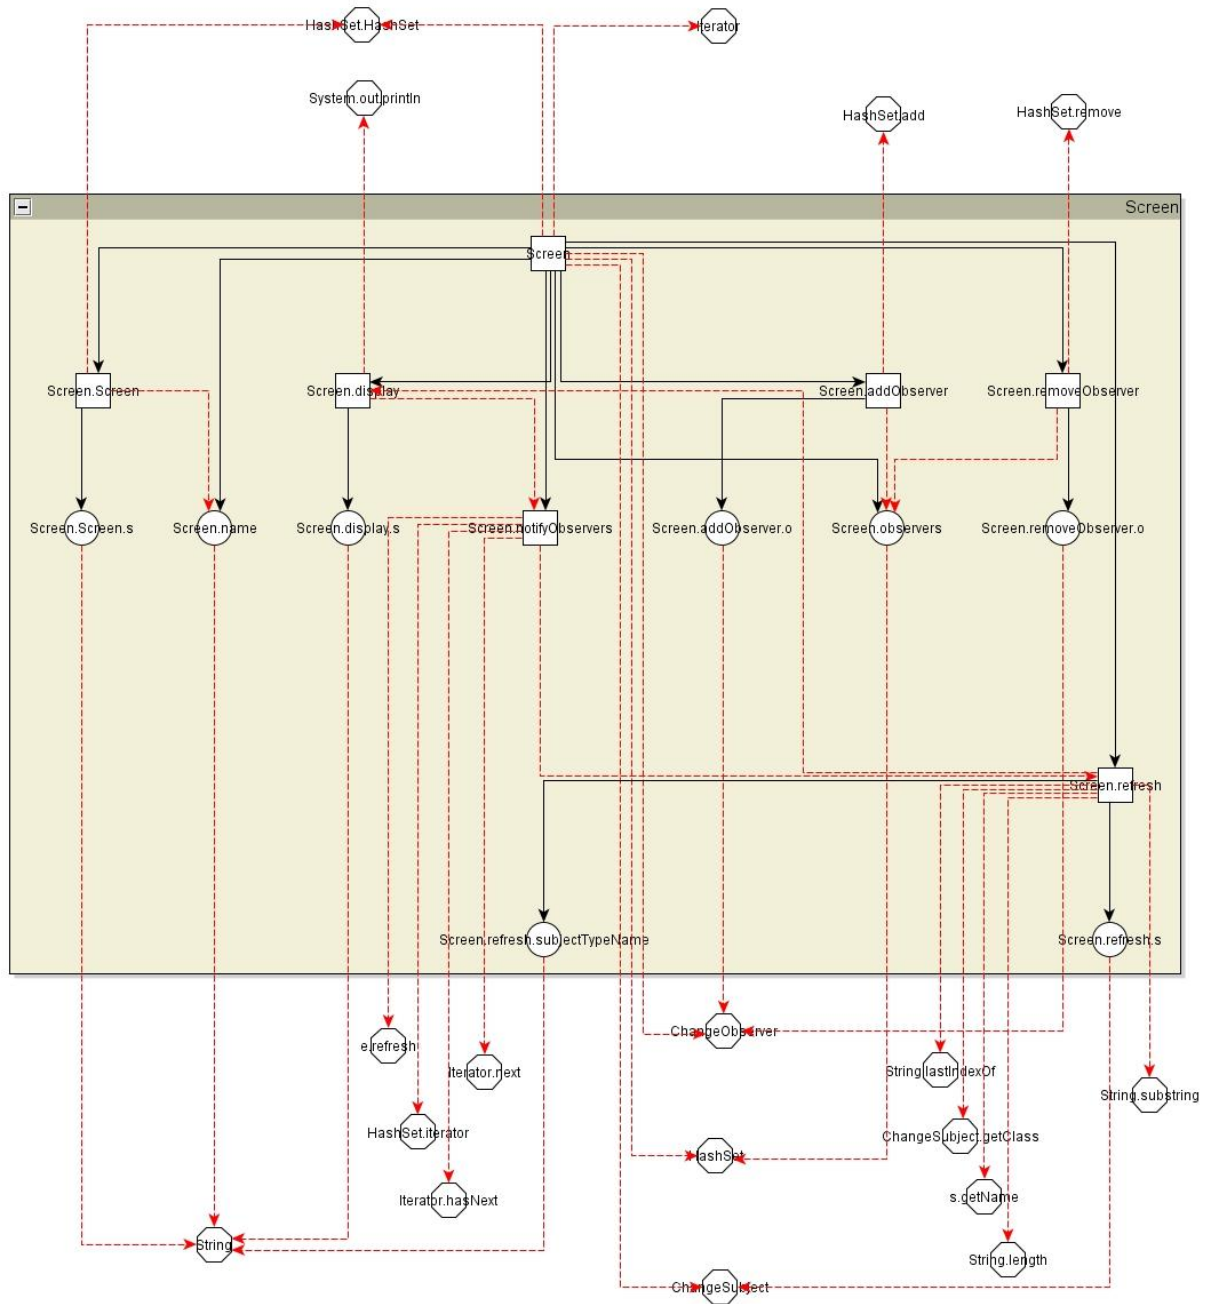 HashSet.HashSet
Iterator
System.out.println
HashSet.add
HashSet.remove
Screen
Screen
Screen.Screen
Screen.display
Screen.addObserver
Screen.removeObserver
Screen.Screen.s
Screen.name
Screen.display.s
Screen.notifyObservers
Screen.addObserver.o
Screen.observers
Screen.removeObserver.o
Screen.refresh
Screen.refresh.subjectTypeName
Screen.refresh.s
ChangeObserver
e.refresh
Iterator.next
String.lastIndexOf
String.substring
HashSet.iterator
ChangeSubject.getClass
HashSet
Iterator.hasNext
s.getName
String
String.length
ChangeSubject